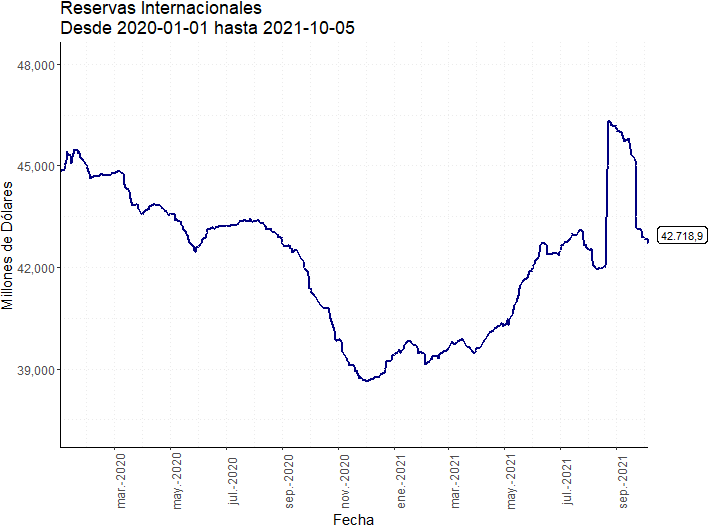 Reservas Internacionales
Desde 2020-01-01 hasta 2021-10-05
Millones de Dólares
48,000
45,000
42,000
39,000
42.718,9
mar.-2020
may.-2020
jul.-2020
sep.-2020
nov.-2020
ene.-2021
mar.-2021
may.-2021
jul.-2021
sep.-2021
Fecha